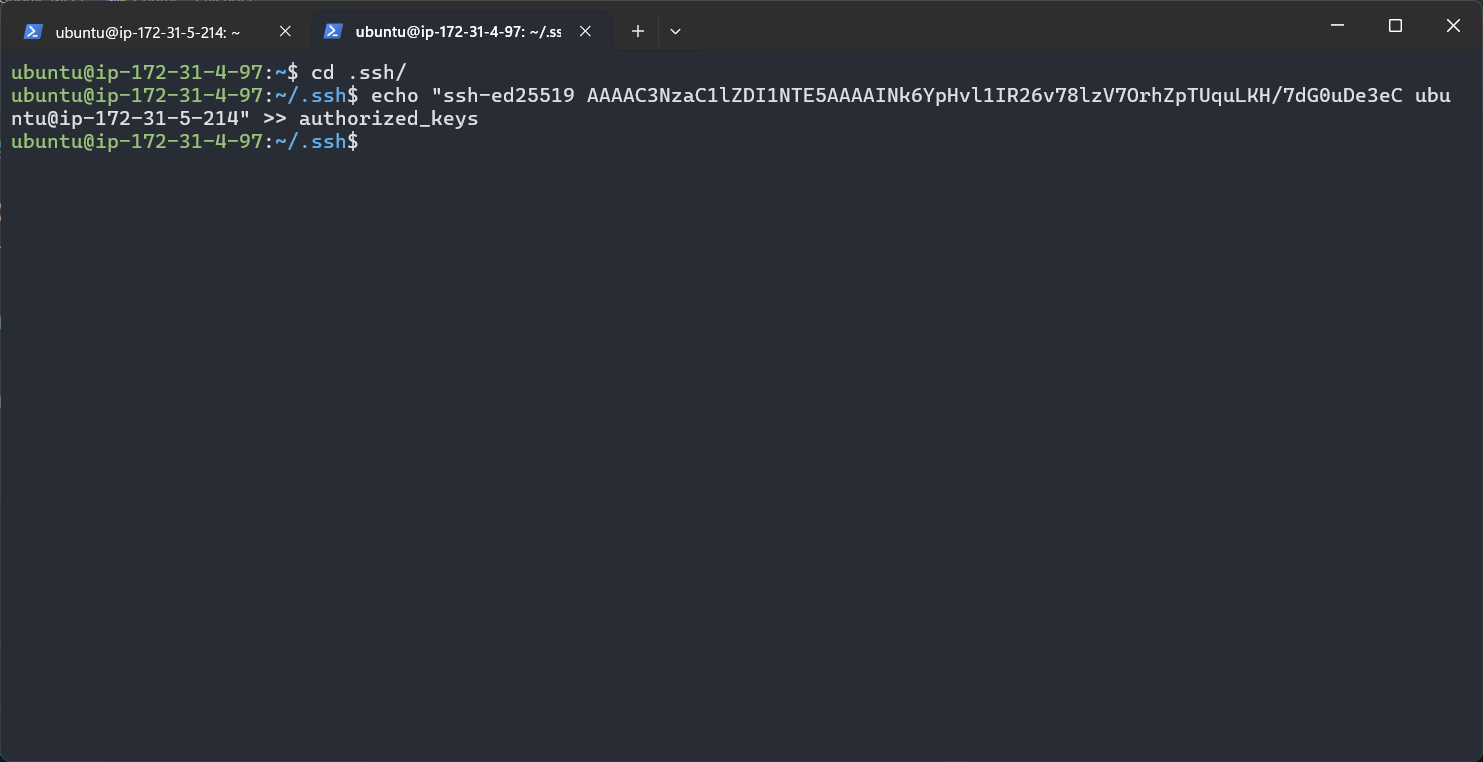 ubuntu@ip-172-31-5-214: ~
ubuntu@ip-172-31-4-97: ~/.ss
ubuntu@ip-172-31-4-97:~$ cd .ssh/
ubuntu@ip-172-31-4-97:~/.ssh$ echo "ssh-ed25519 AAAAC3NzaC1lZDI1NTE5AAAAINk6YpHvl1IR26v78lzV7OrhZpTUquLKH/7dG0uDe3eC ubu
ntu@ip-172-31-5-214" >> authorized_keys
ubuntu@ip-172-31-4-97:~/.ssh$